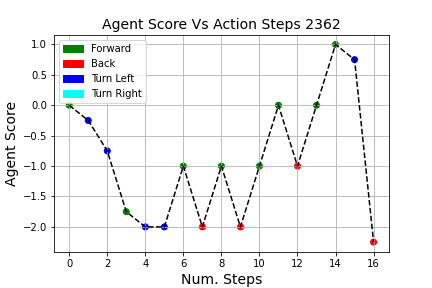 Agent Score Vs Action Steps 2362
Agent Score
1.0
0.5
0.0
−0.5
−1.0
−1.5
−2.0
Forward
Back
Turn Left
Turn Right
0 2 4 6 8 10 12 14 16
Num. Steps